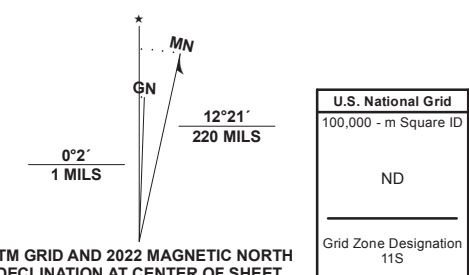 ★
MN
GN
12°21´
220 MILS
0°2´
1 MILS
TM GRID AND 2022 MAGNETIC NORTH
DECLINATION AT CENTER OF SHEET
U.S. National Grid
100,000 - m Square ID
ND
Grid Zone Designation
11S